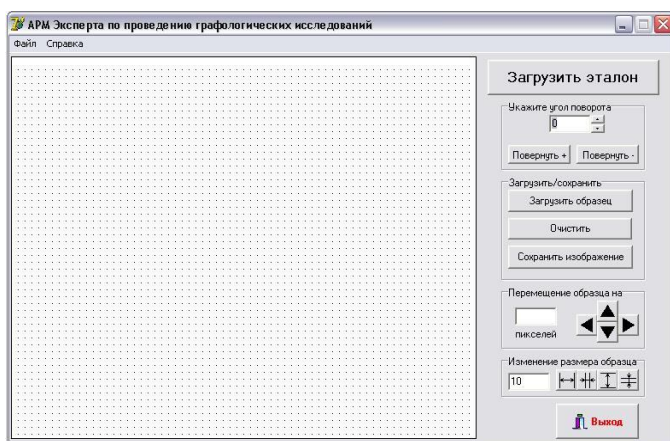 АРМ Эксперта по проведению графологических исследований
Файл Справка
Загрузить эталон
Укажите угол поворота
0
Повернуть + Повернуть -
Загрузить/сохранить
Загрузить образец
Очистить
Сохранить изображение
Перемещение образца на
пикселей
Изменение размера образца
10
Выход